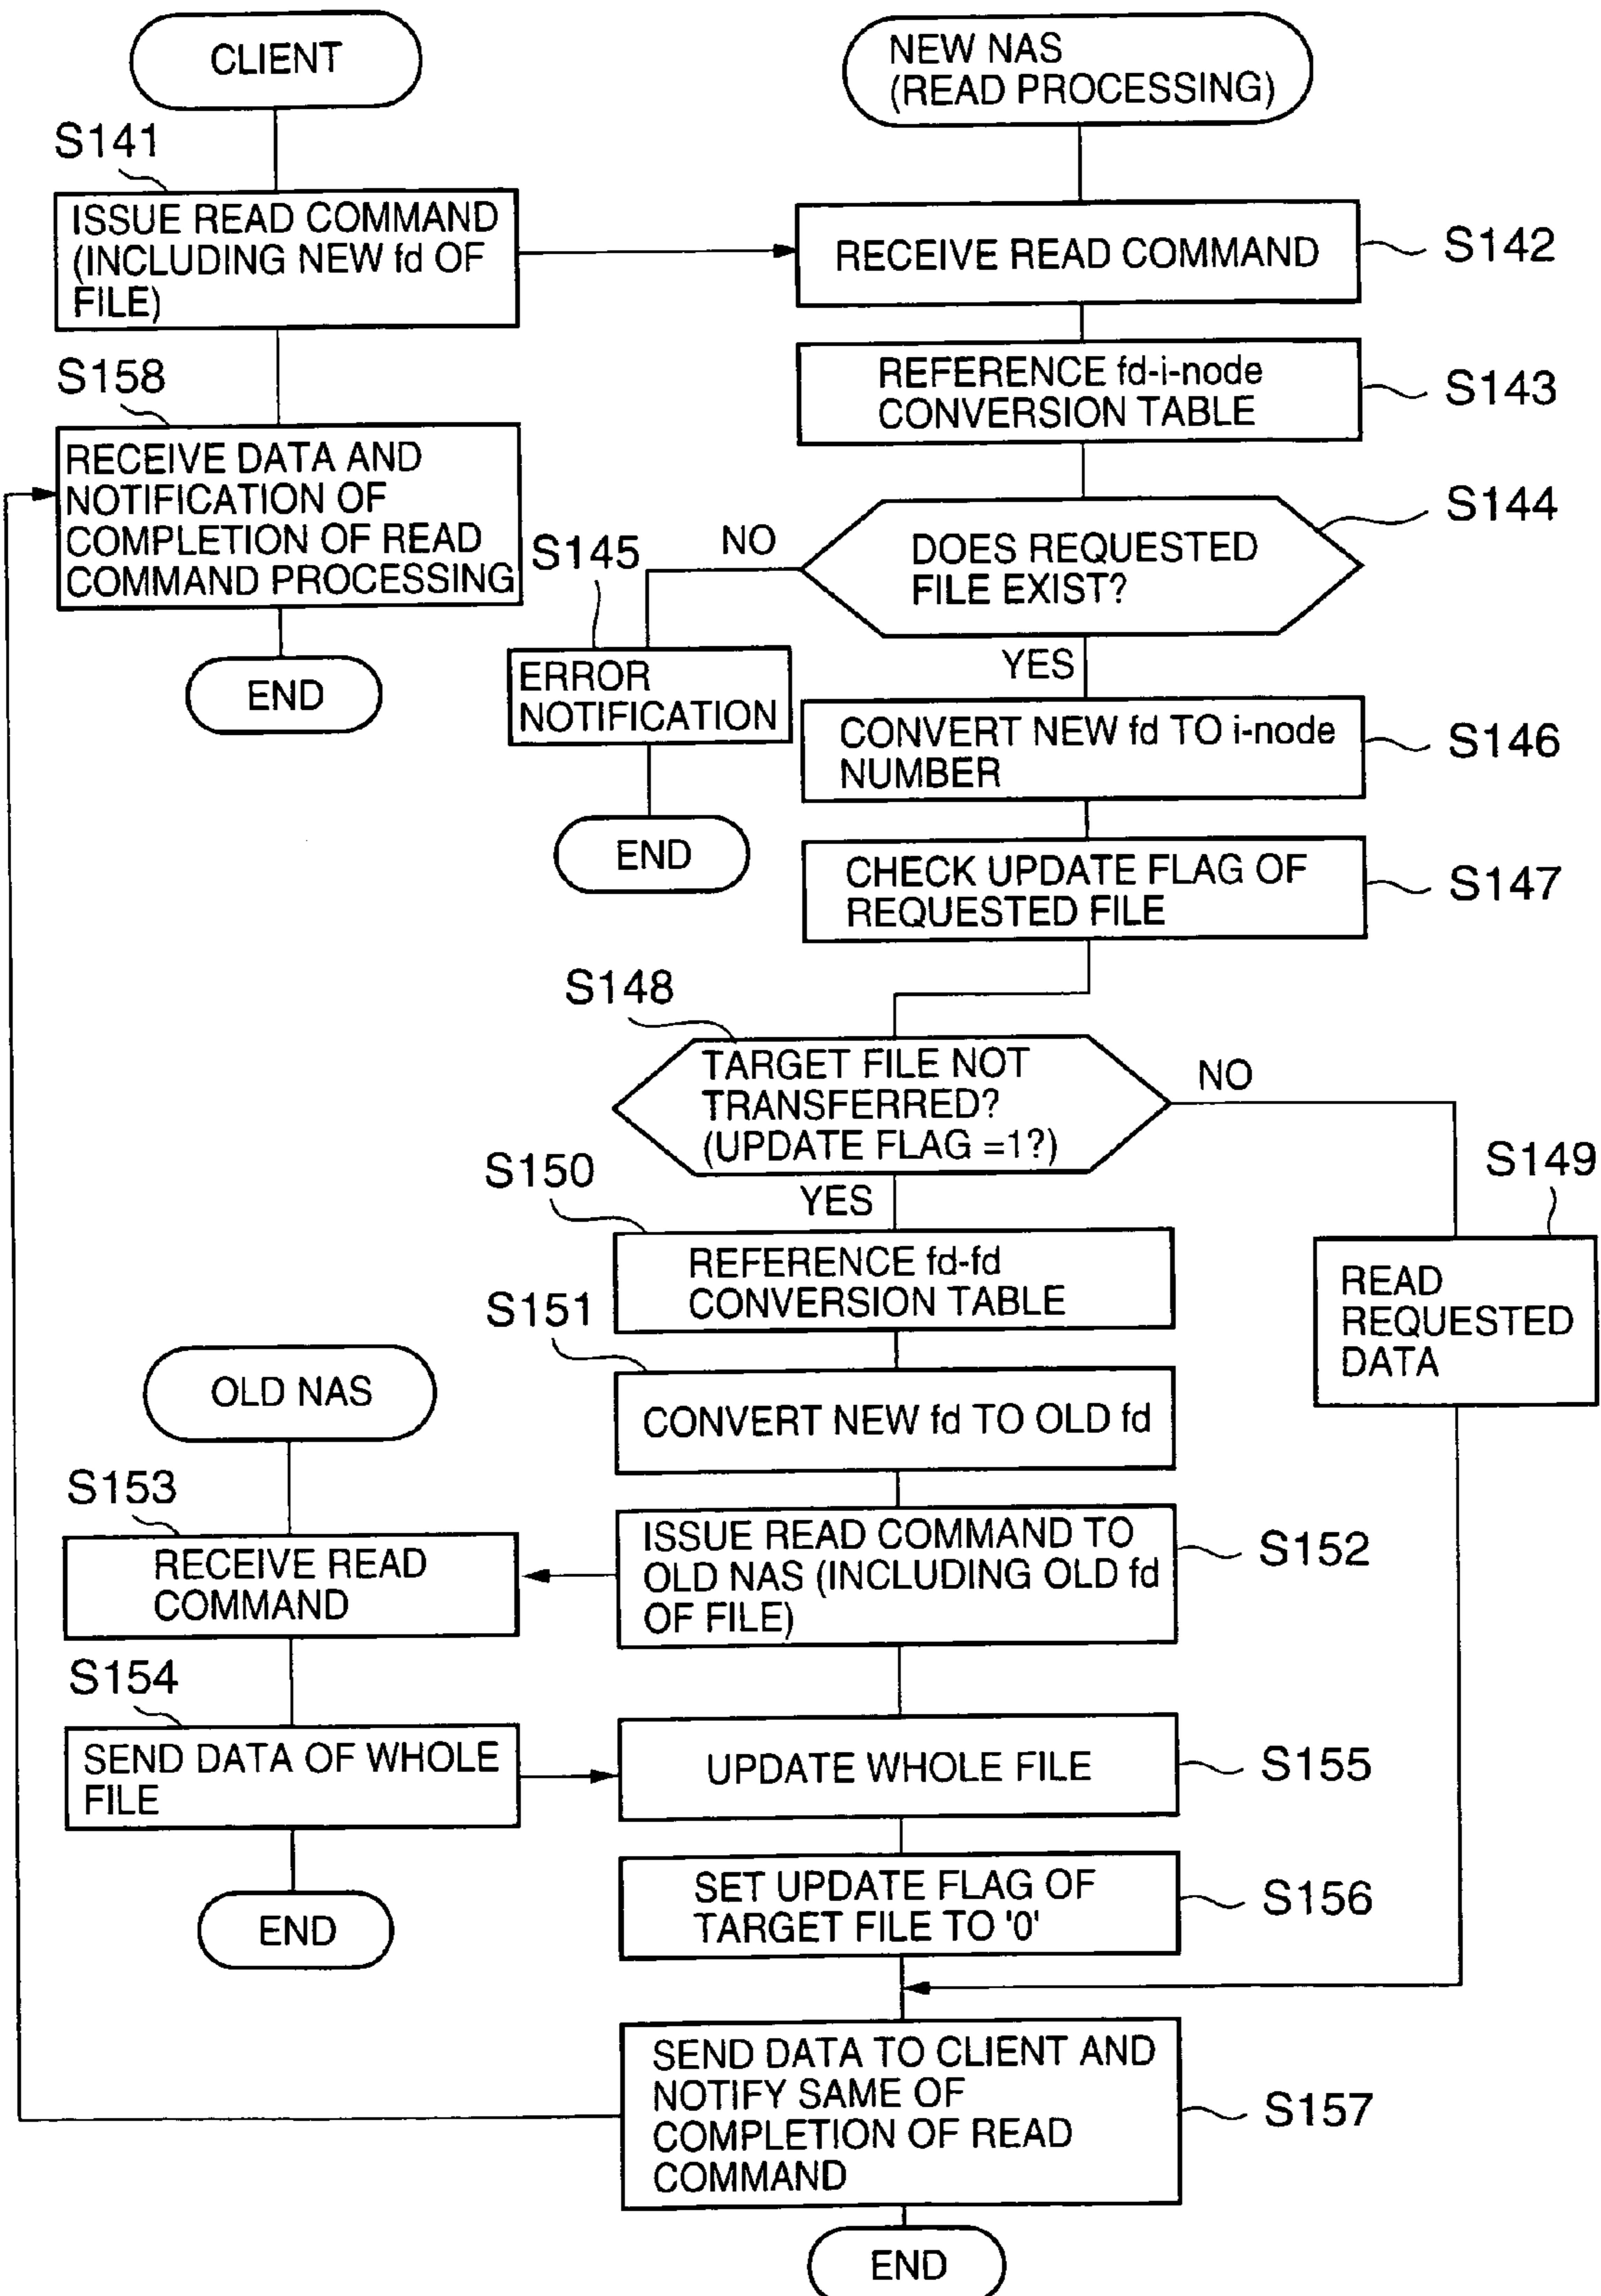 CLIENT
NEW NAS
(READ PROCESSING)
S141
ISSUE READ COMMAND
(INCLUDING NEW fd OF
FILE)
RECEIVE READ COMMAND
S142
REFERENCE fd-i-node
CONVERSION TABLE
S143
S158
RECEIVE DATA AND
NOTIFICATION OF
COMPLETION OF READ
COMMAND PROCESSING
END
DOES REQUESTED
FILE EXIST?
S144
NO
S145
ERROR
NOTIFICATION
END
YES
CONVERT NEW fd TO i-node
NUMBER
S146
CHECK UPDATE FLAG OF
REQUESTED FILE
S147
S148
TARGET FILE NOT
TRANSFERRED?
(UPDATE FLAG =1?)
NO
S149
READ
REQUESTED
DATA
YES
S150
REFERENCE fd-fd
CONVERSION TABLE
S151
CONVERT NEW fd TO OLD fd
OLD NAS
S153
RECEIVE READ
COMMAND
ISSUE READ COMMAND TO
OLD NAS (INCLUDING OLD fd
OF FILE)
S152
S154
SEND DATA OF WHOLE
FILE
END
UPDATE WHOLE FILE
S155
SET UPDATE FLAG OF
TARGET FILE TO '0'
S156
SEND DATA TO CLIENT AND
NOTIFY SAME OF
COMPLETION OF READ
COMMAND
S157
END